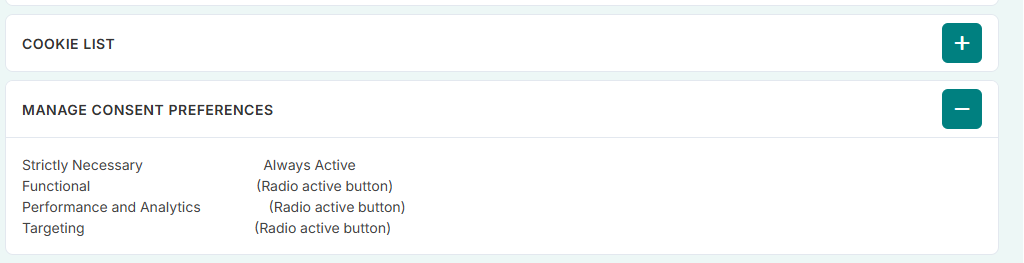 COOKIE LIST
MANAGE CONSENT PREFERENCES
Strictly Necessary Always Active
Functional (Radio active button)
Performance and Analytics (Radio active button)
Targeting (Radio active button)